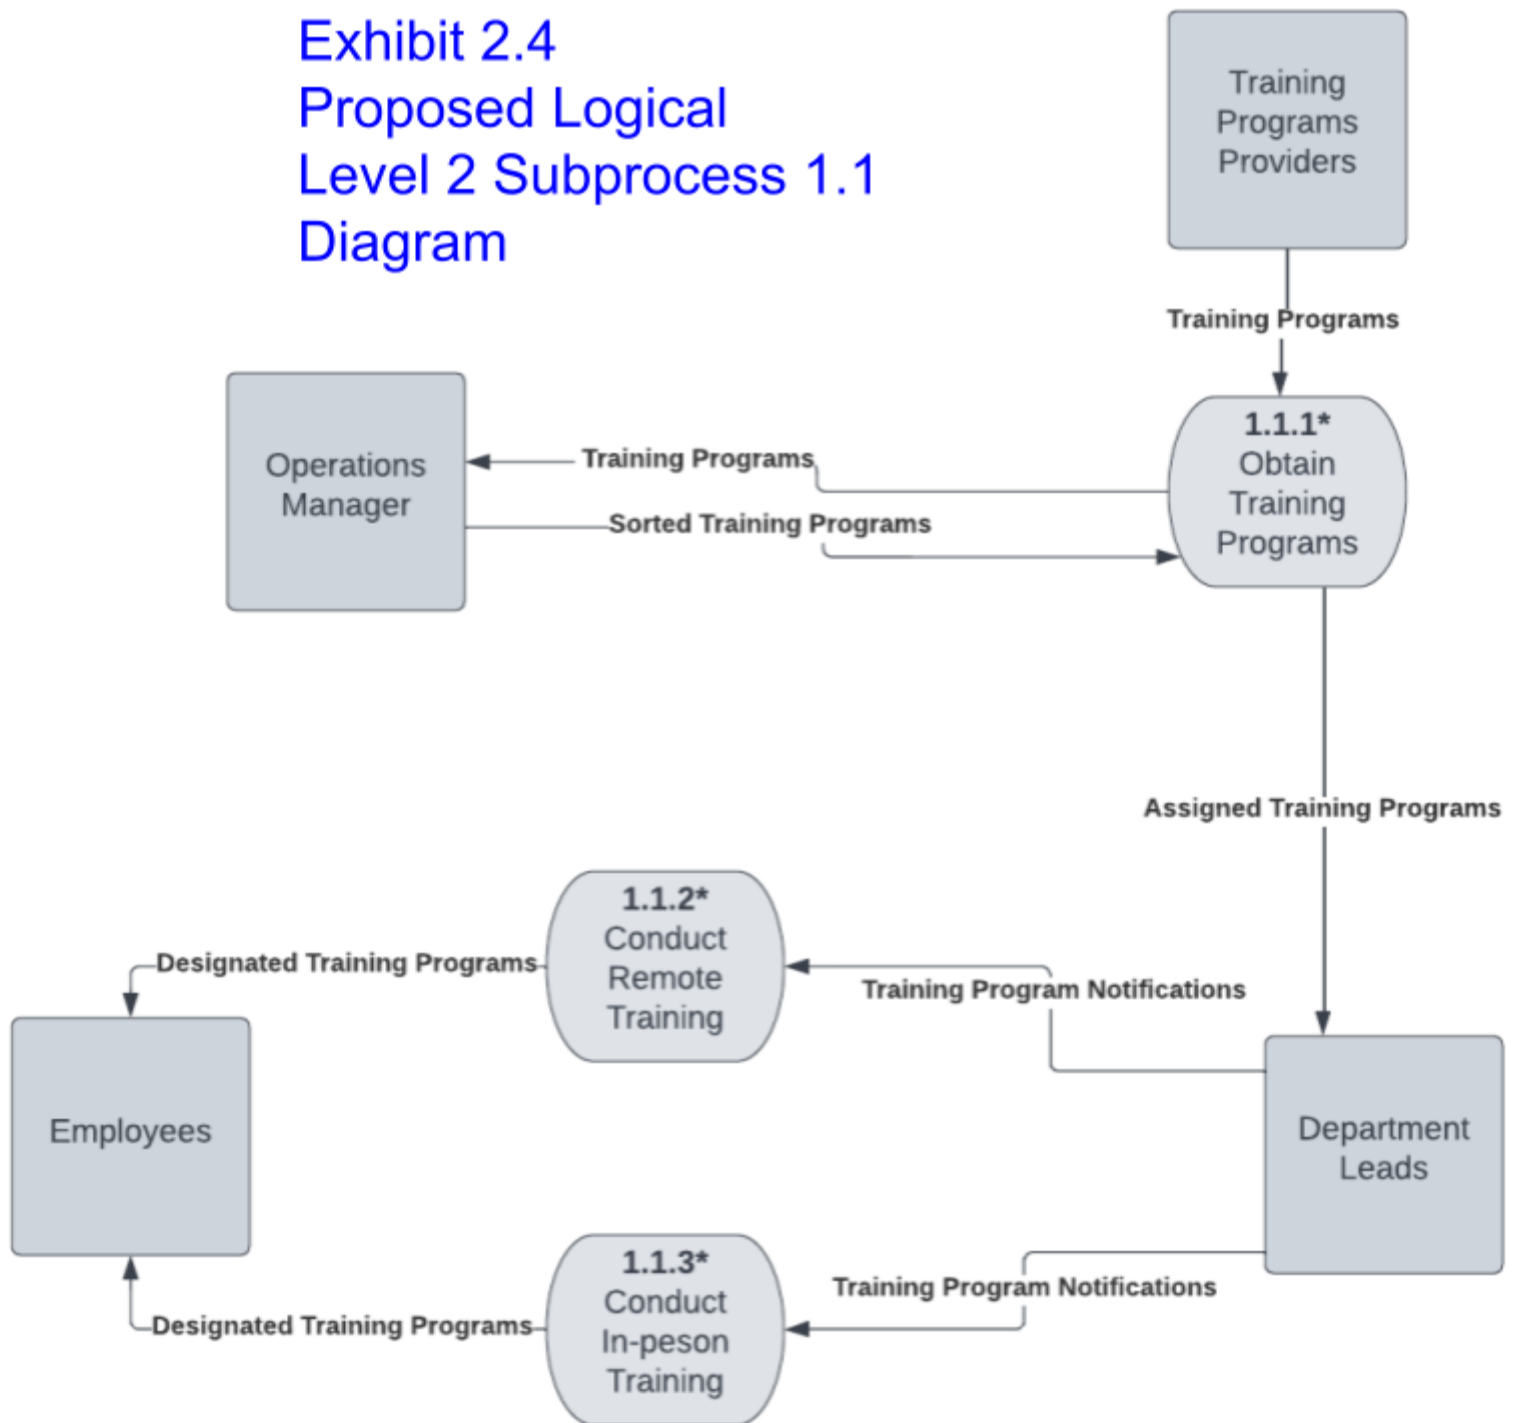 Exhibit 2.4
Proposed Logical
Level 2 Subprocess 1.1
Diagram
Training
Programs
Providers
Training Programs
Operations
Manager
Training Programs
Sorted Training Programs
1.1.1*
Obtain
Training
Programs
Assigned Training Programs
1.1.2*
Conduct
Remote
Training
Designated Training Programs
Training Program Notifications
Employees
Department
Leads
1.1.3*
Conduct
In-peson
Training
Training Program Notifications
Designated Training Programs